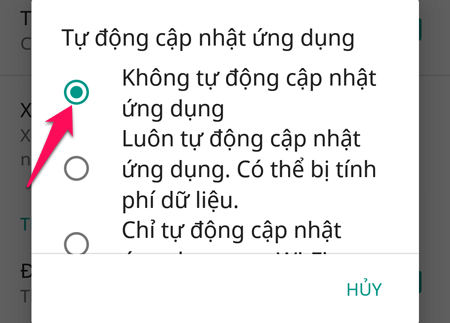 Tự động cập nhật ứng dụng
Không tự động cập nhật
ứng dụng
Luôn tự động cập nhật
ứng dụng. Có thể bị tính
phí dữ liệu.
Chỉ tự động cập nhật
HỦY